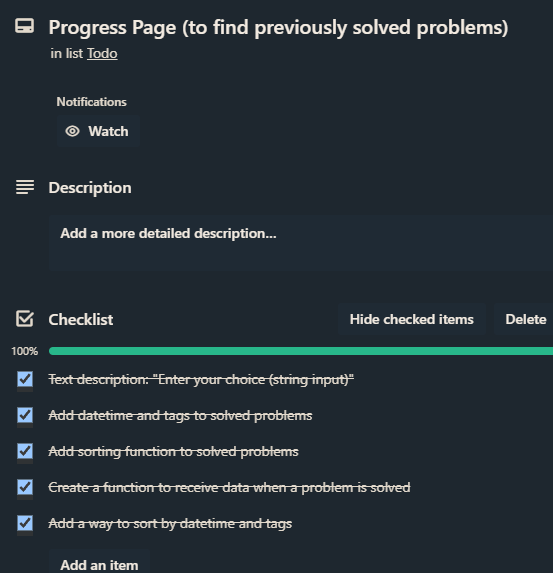 Progress Page (to find previously solved problems)
in list Todo
Notifications
Watch
Description
Add a more detailed description...
Checklist
Hide checked items
Delete
100%
Text description: "Enter your choice (string input)"
Add datetime and tags to solved problems
Add sorting function to solved problems
Create a function to receive data when a problem is solved
Add a way to sort by datetime and tags
Add an item